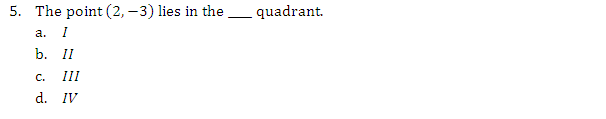 5. The point (2, −3) lies in the ___ quadrant.
a. I
b. II
c. III
d. IV